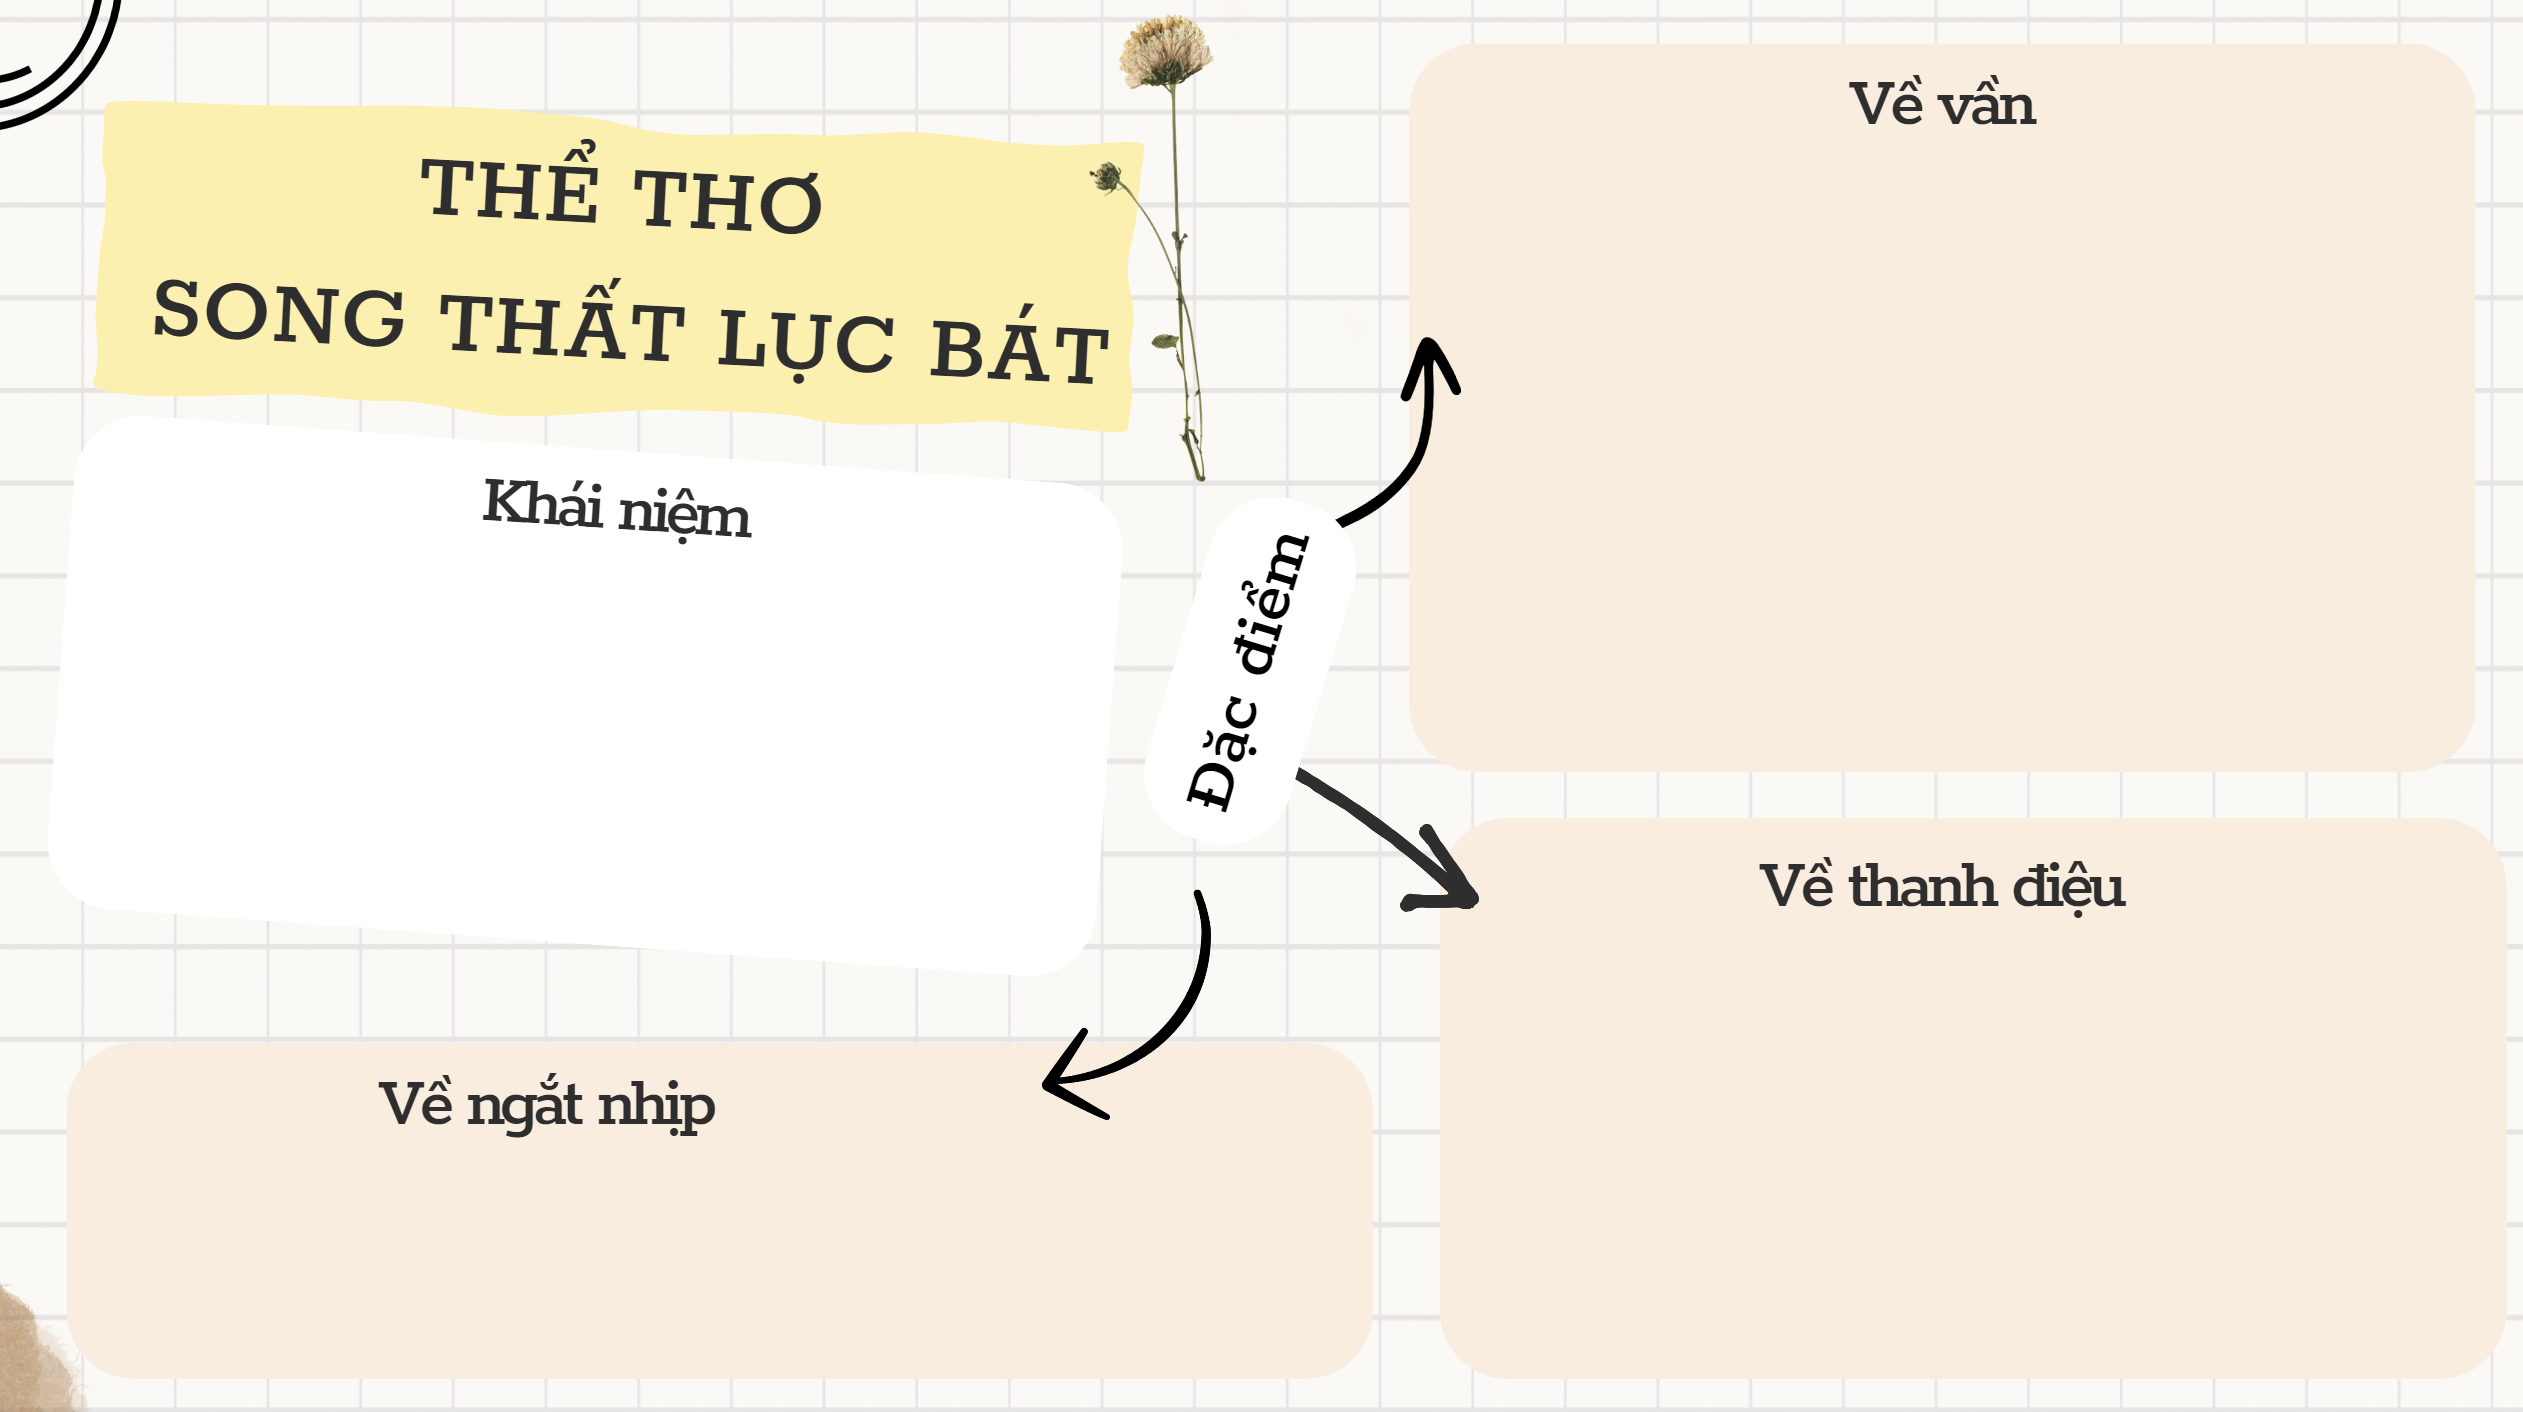 THỂ THƠ
SONG THẤT LỤC BÁT
Khái niệm
Đặc điểm
Về vần
Về thanh điệu
Về ngắt nhịp